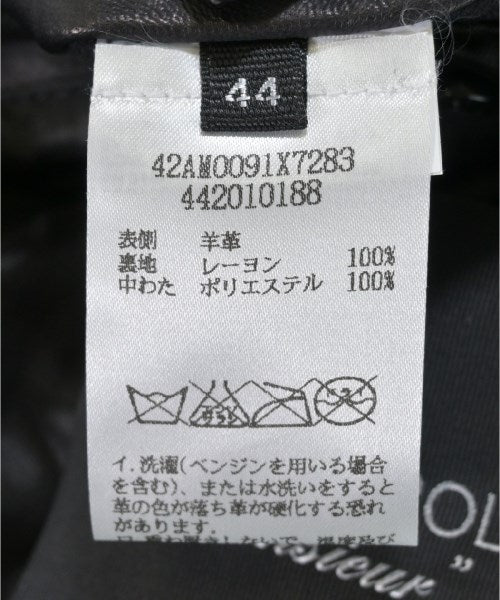 44
42AM0091X7283
442010188
表側 羊革
裏地 レーヨン 100%
中わた ポリエステル 100%
イ.洗濯(ベンジンを用いる場合
を含む)、または水洗いをすると
革の色が落ち革が硬化する恐れ
があります。
OL
sieur”